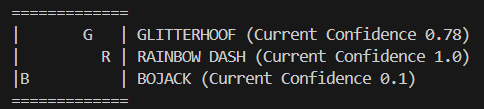 =============
|       G   | GLITTERHOOF (Current Confidence 0.78)
|         R | RAINBOW DASH (Current Confidence 1.0)
|B          | BOJACK (Current Confidence 0.1)
=============